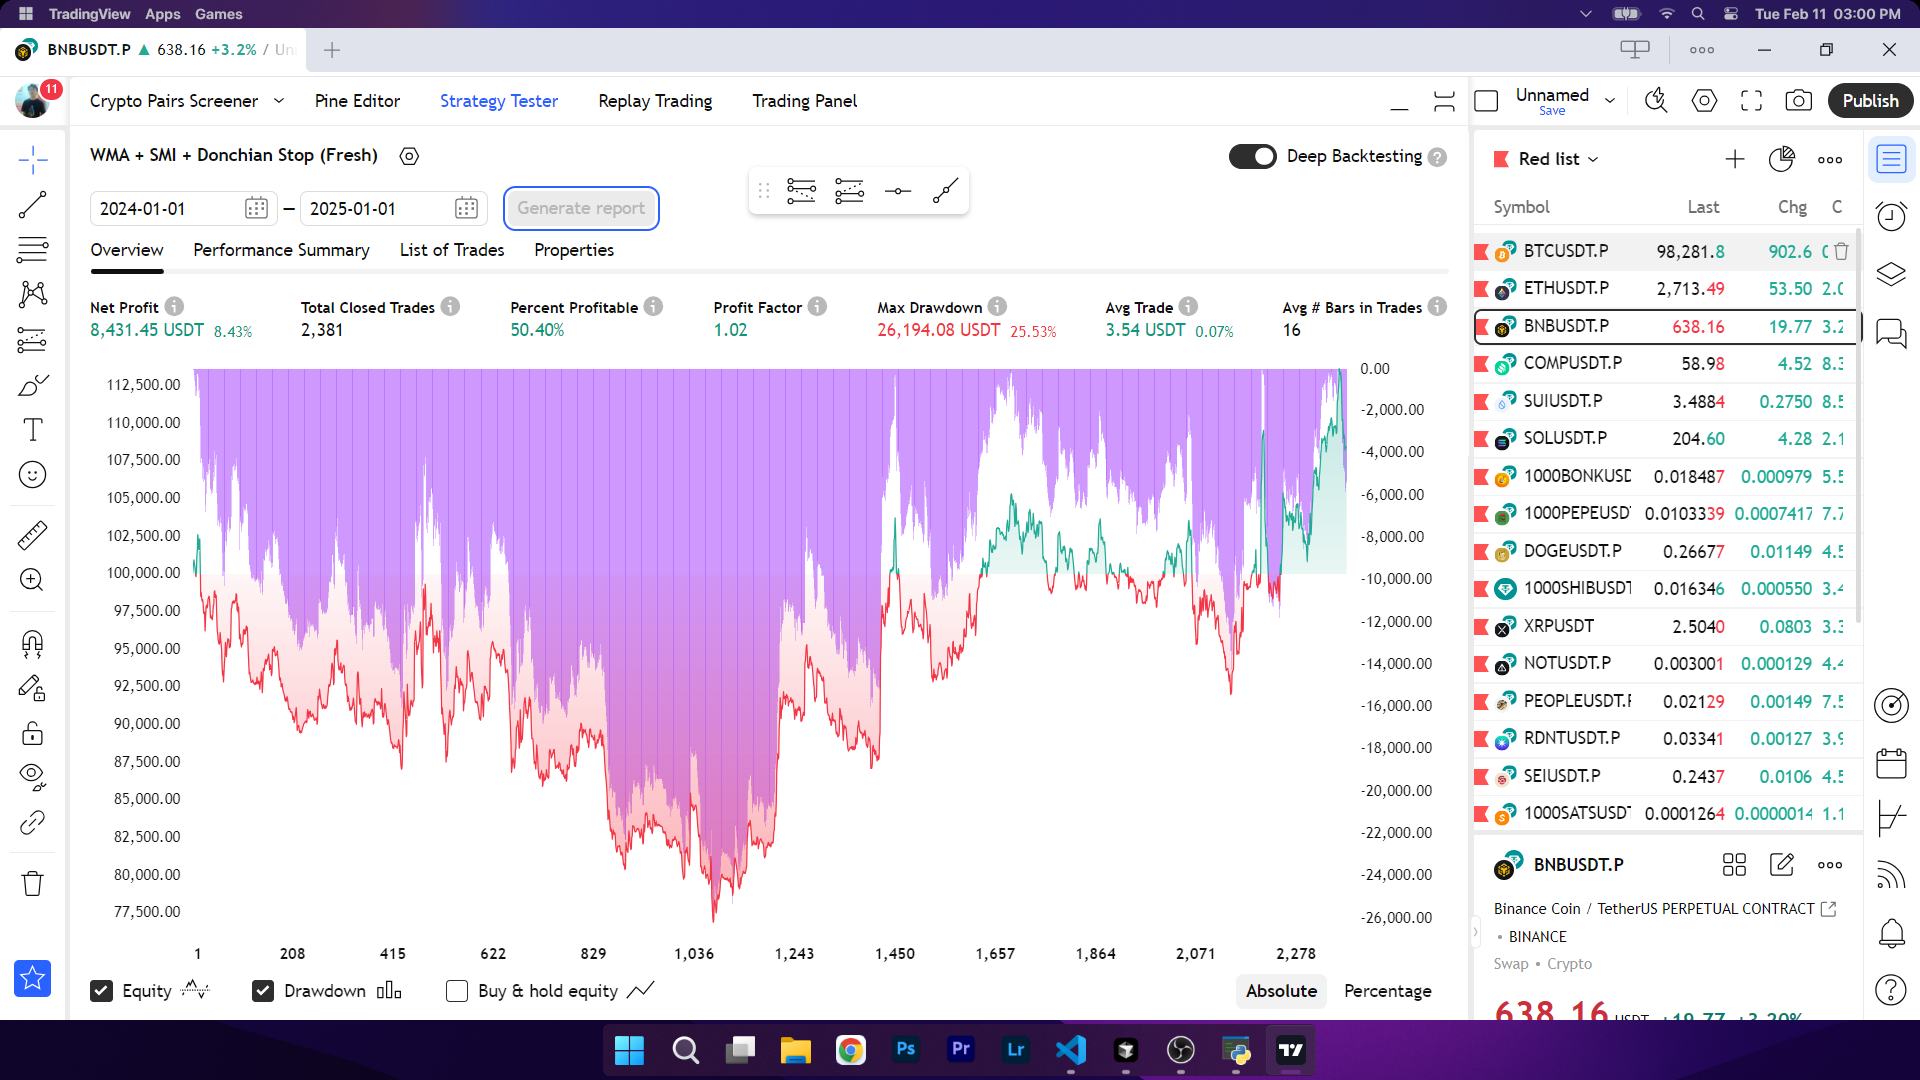 TradingView Apps Games
Tue Feb 11 03:00 PM
BNBUSDT.P ▲ 638.16 +3.2% / Un
11
Crypto Pairs Screener
Pine Editor
Strategy Tester
Replay Trading
Trading Panel
Unnamed
Save
Publish
WMA + SMI + Donchian Stop (Fresh)
Deep Backtesting
2024-01-01 — 2025-01-01
Generate report
Overview
Performance Summary
List of Trades
Properties
Net Profit
8,431.45 USDT 8.43%
Total Closed Trades
2,381
Percent Profitable
50.40%
Profit Factor
1.02
Max Drawdown
26,194.08 USDT 25.53%
Avg Trade
3.54 USDT 0.07%
Avg # Bars in Trades
16
112,500.00
110,000.00
107,500.00
105,000.00
102,500.00
100,000.00
97,500.00
95,000.00
92,500.00
90,000.00
87,500.00
85,000.00
82,500.00
80,000.00
77,500.00
0.00
-2,000.00
-4,000.00
-6,000.00
-8,000.00
-10,000.00
-12,000.00
-14,000.00
-16,000.00
-18,000.00
-20,000.00
-22,000.00
-24,000.00
-26,000.00
1 208 415 622 829 1,036 1,243 1,450 1,657 1,864 2,071 2,278
Equity
Drawdown
Buy & hold equity
Absolute
Percentage
Red list
Symbol Last Chg C
BTCUSDT.P 98,281.8 902.6
ETHUSDT.P 2,713.49 53.50 2.0
BNBUSDT.P 638.16 19.77 3.2
COMPUSDT.P 58.98 4.52 8.3
SUIUSDT.P 3.4884 0.2750 8.5
SOLUSDT.P 204.60 4.28 2.1
1000BONKUSD 0.018487 0.000979 5.5
1000PEPEUSD 0.0103339 0.0007417 7.7
DOGEUSDT.P 0.26677 0.01149 4.5
1000SHIBUSDT 0.016346 0.000550 3.4
XRPUSDT 2.5040 0.0803 3.3
NOTUSDT.P 0.003001 0.000129 4.4
PEOPLEUSDT.P 0.02129 0.00149 7.5
RDNTUSDT.P 0.03341 0.00127 3.9
SEIUSDT.P 0.2437 0.0106 4.5
1000SATSUSDT 0.0001264 0.0000014 1.1
BNBUSDT.P
Binance Coin / TetherUS PERPETUAL CONTRACT
• BINANCE
Swap • Crypto
638.16 USDT +19.77 +3.20%
Ps Pr Lr